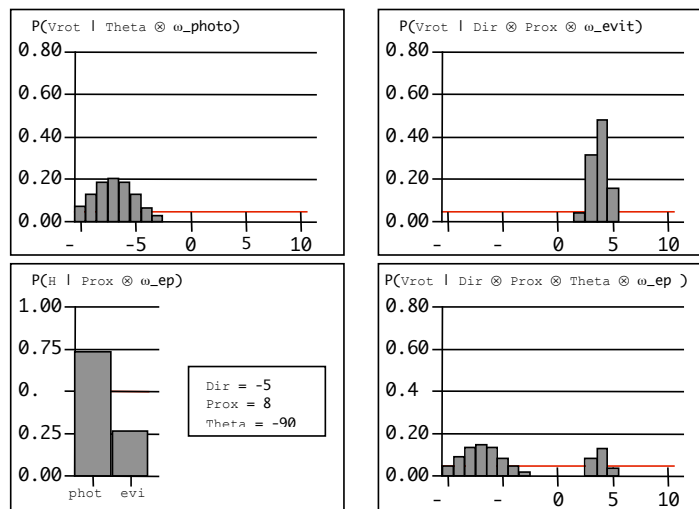 P(Vrot | Theta ⊗ ω_photo)
0.80
0.60
0.40
0.20
0.00
- -5 0 5 10
P(Vrot | Dir ⊗ Prox ⊗ ω_evit)
0.80
0.60
0.40
0.20
0.00
- - 0 5 10
P(H | Prox ⊗ ω_ep)
1.00
0.75
0.
0.25
0.00
phot evi
Dir = -5
Prox = 8
Theta = -90
P(Vrot | Dir ⊗ Prox ⊗ Theta ⊗ ω_ep )
0.80
0.60
0.4
0.20
0.00
- - 0 5 10